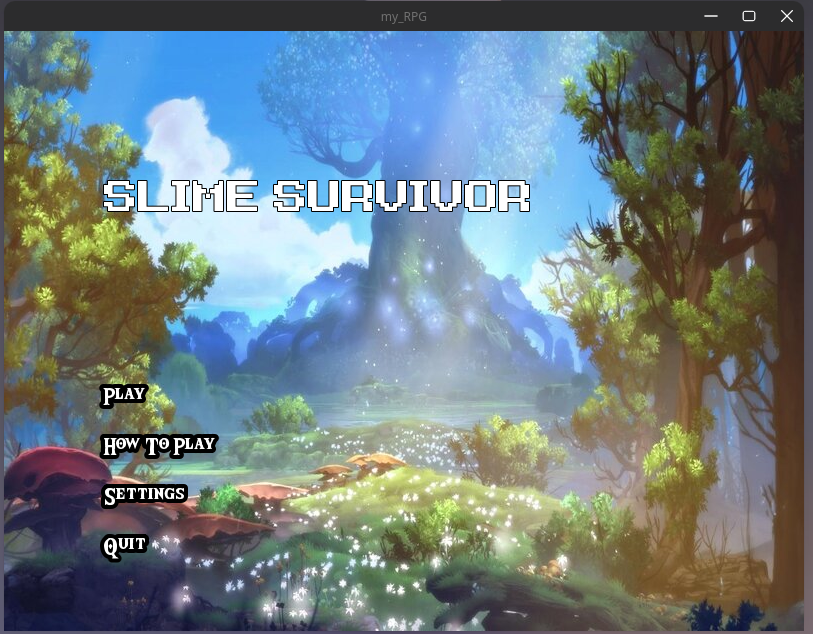 my_RPG
SLIME SURVIVOR
Play
How To Play
Settings
Quit